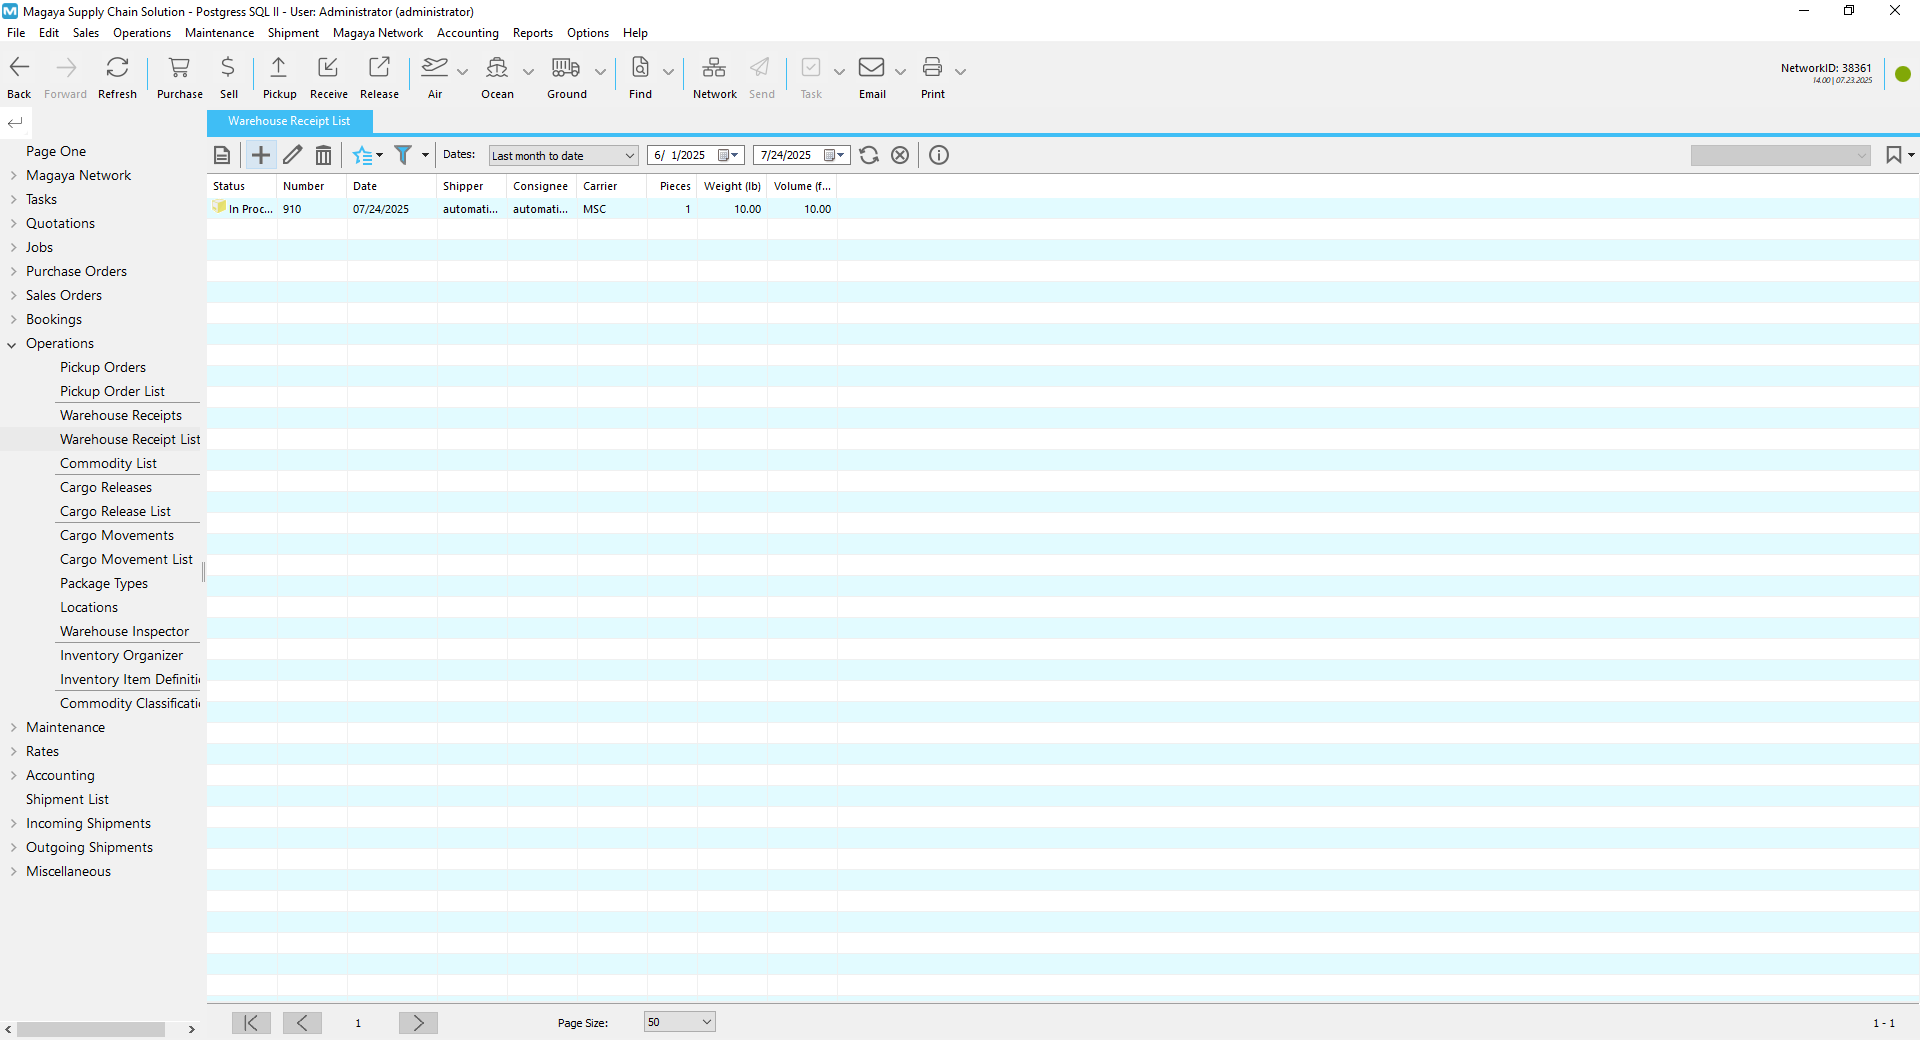 Magaya Supply Chain Solution - Postgress SQL II - User: Administrator (administrator)
File Edit Sales Operations Maintenance Shipment Magaya Network Accounting Reports Options Help
Back Forward Refresh Purchase Sell Pickup Receive Release Air Ocean Ground Find Network Send Task Email Print
NetworkID: 38361
14.00 | 07.23.2025
Warehouse Receipt List
Dates: Last month to date 6/ 1/2025 7/24/2025
Status Number Date Shipper Consignee Carrier Pieces Weight (lb) Volume (f...
In Proc... 910 07/24/2025 automati... automati... MSC 1 10.00 10.00
Page One
Magaya Network
Tasks
Quotations
Jobs
Purchase Orders
Sales Orders
Bookings
Operations
Pickup Orders
Pickup Order List
Warehouse Receipts
Warehouse Receipt List
Commodity List
Cargo Releases
Cargo Release List
Cargo Movements
Cargo Movement List
Package Types
Locations
Warehouse Inspector
Inventory Organizer
Inventory Item Definiti
Commodity Classificati
Maintenance
Rates
Accounting
Shipment List
Incoming Shipments
Outgoing Shipments
Miscellaneous
1 Page Size: 50 1 - 1